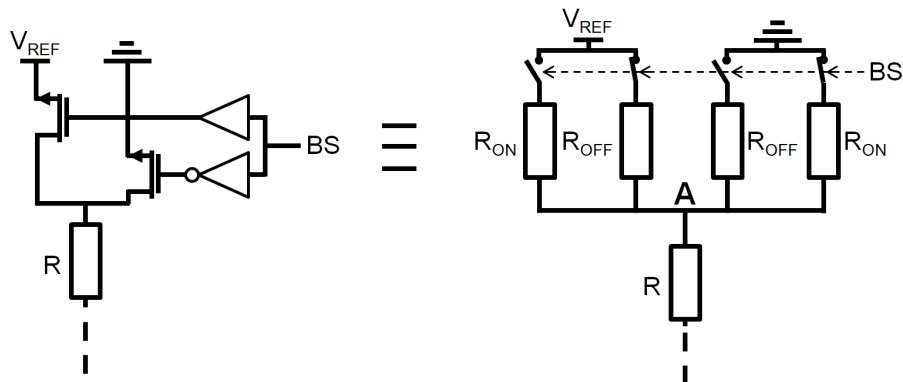 V_REF
BS
R
V_REF
BS
R_ON
R_OFF
R_OFF
R_ON
A
R